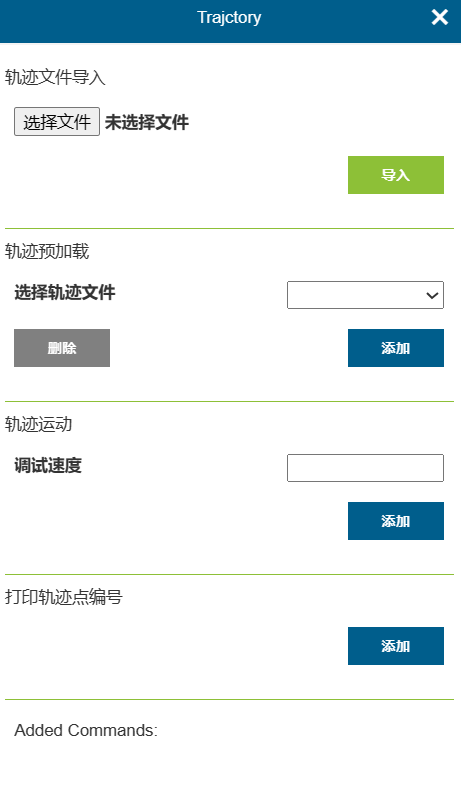 Trajctory
轨迹文件导入
选择文件 未选择文件
导入
轨迹预加载
选择轨迹文件
删除 添加
轨迹运动
调试速度
添加
打印轨迹点编号
添加
Added Commands: